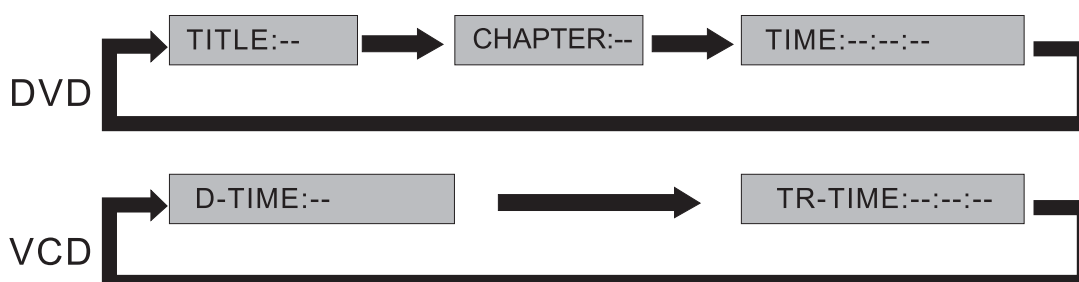 TITLE:-- CHAPTER:-- TIME:--:--:--
DVD
D-TIME:-- TR-TIME:--:--:--
VCD